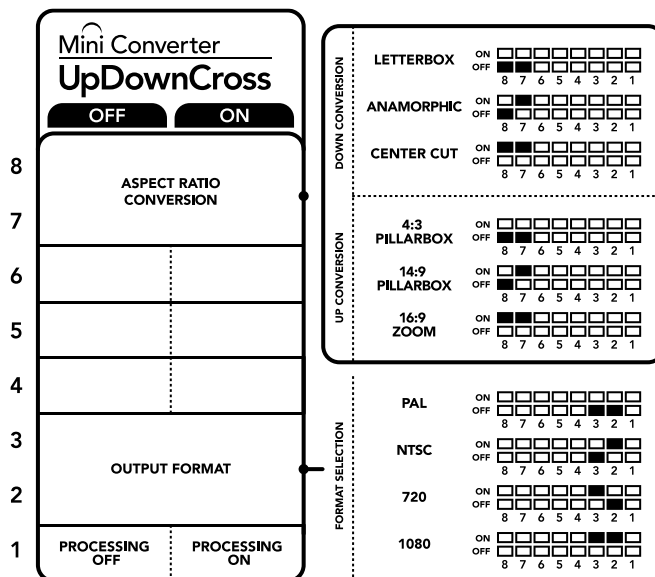 Mini Converter
UpDownCross
OFF ON
8
7
6
5
4
3
2
1
ASPECT RATIO
CONVERSION
OUTPUT FORMAT
PROCESSING
OFF
PROCESSING
ON
DOWN CONVERSION
LETTERBOX
ON
OFF
8 7 6 5 4 3 2 1
ANAMORPHIC
ON
OFF
8 7 6 5 4 3 2 1
CENTER CUT
ON
OFF
8 7 6 5 4 3 2 1
UP CONVERSION
4:3
PILLARBOX
ON
OFF
8 7 6 5 4 3 2 1
14:9
PILLARBOX
ON
OFF
8 7 6 5 4 3 2 1
16:9
ZOOM
ON
OFF
8 7 6 5 4 3 2 1
FORMAT SELECTION
PAL
ON
OFF
8 7 6 5 4 3 2 1
NTSC
ON
OFF
8 7 6 5 4 3 2 1
720
ON
OFF
8 7 6 5 4 3 2 1
1080
ON
OFF
8 7 6 5 4 3 2 1